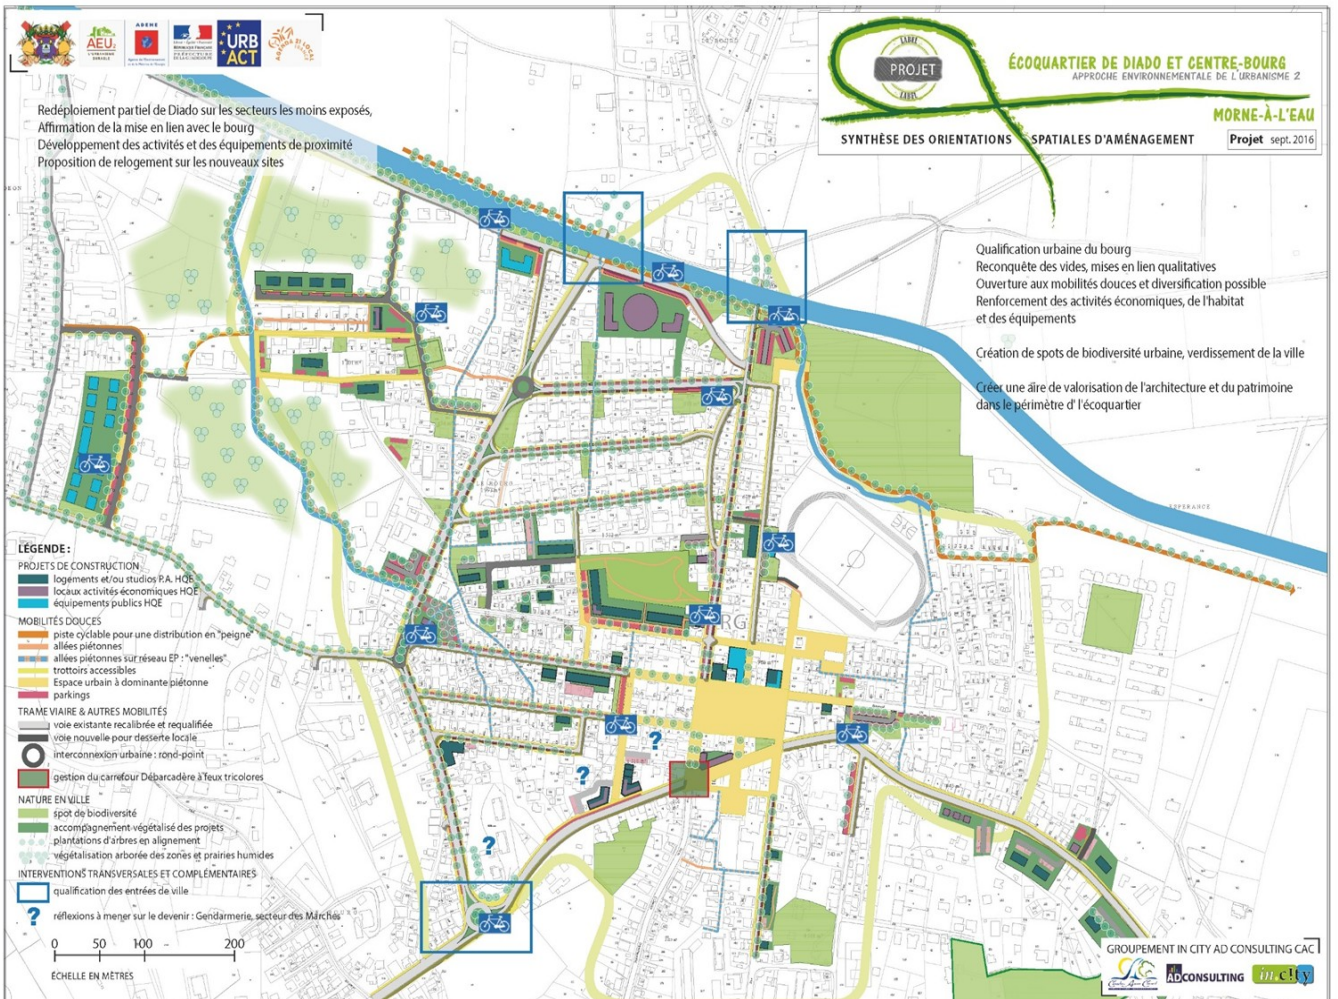 AEU2
ADEME
URB
ACT
PROJET
ÉCOQUARTIER DE DIADO ET CENTRE-BOURG
APPROCHE ENVIRONNEMENTALE DE L'URBANISME 2
MORNE-À-L'EAU
SYNTHÈSE DES ORIENTATIONS SPATIALES D'AMÉNAGEMENT
Projet sept. 2016
Redéploiement partiel de Diado sur les secteurs les moins exposés,
Affirmation de la mise en lien avec le bourg
Développement des activités et des équipements de proximité
Proposition de relogement sur les nouveaux sites
Qualification urbaine du bourg
Reconquête des vides, mises en lien qualitatives
Ouverture aux mobilités douces et diversification possible
Renforcement des activités économiques, de l'habitat
et des équipements
Création de spots de biodiversité urbaine, verdissement de la ville
Créer une aire de valorisation de l'architecture et du patrimoine
dans le périmètre d' l'écoquartier
LÉGENDE :
PROJETS DE CONSTRUCTION
logements et/ou studios P.A. HQE
locaux activités économiques HQE
équipements publics HQE
MOBILITÉS DOUCES
piste cyclable pour une distribution en "peigne"
allées piétonnes
allées piétonnes sur réseau EP : "venelles"
trottoirs accessibles
Espace urbain à dominante piétonne
parkings
TRAME VIAIRE & AUTRES MOBILITÉS
voie existante recalibrée et requalifiée
voie nouvelle pour desserte locale
interconnexion urbaine : rond-point
gestion du carrefour Débarcadère à feux tricolores
NATURE EN VILLE
spot de biodiversité
accompagnement végétalisé des projets
plantations d'arbres en alignement
végétalisation arborée des zones et prairies humides
INTERVENTIONS TRANSVERSALES ET COMPLÉMENTAIRES
qualification des entrées de ville
? réflexions à mener sur le devenir : Gendarmerie, secteur des Marchés
0 50 100 200
ÉCHELLE EN MÈTRES
?
?
?
GROUPEMENT IN CITY AD CONSULTING CAC
ADCONSULTING
in city